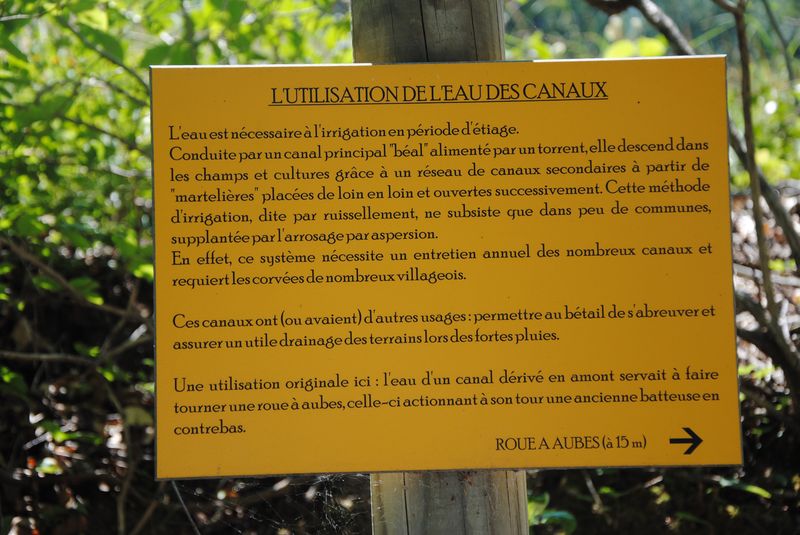 L'UTILISATION DE L'EAU DES CANAUX
L'eau est nécessaire à l'irrigation en période d'étiage.
Conduite par un canal principal "béal" alimenté par un torrent, elle descend dans
les champs et cultures grâce à un réseau de canaux secondaires à partir de
"martelières" placées de loin en loin et ouvertes successivement. Cette méthode
d'irrigation, dite par ruissellement, ne subsiste que dans peu de communes,
supplantée par l'arrosage par aspersion.
En effet, ce système nécessite un entretien annuel des nombreux canaux et
requiert les corvées de nombreux villageois.
Ces canaux ont (ou avaient) d'autres usages : permettre au bétail de s'abreuver et
assurer un utile drainage des terrains lors des fortes pluies.
Une utilisation originale ici : l'eau d'un canal dérivé en amont servait à faire
tourner une roue à aubes, celle-ci actionnant à son tour une ancienne batteuse en
contrebas.
ROUE A AUBES (à 15 m) →